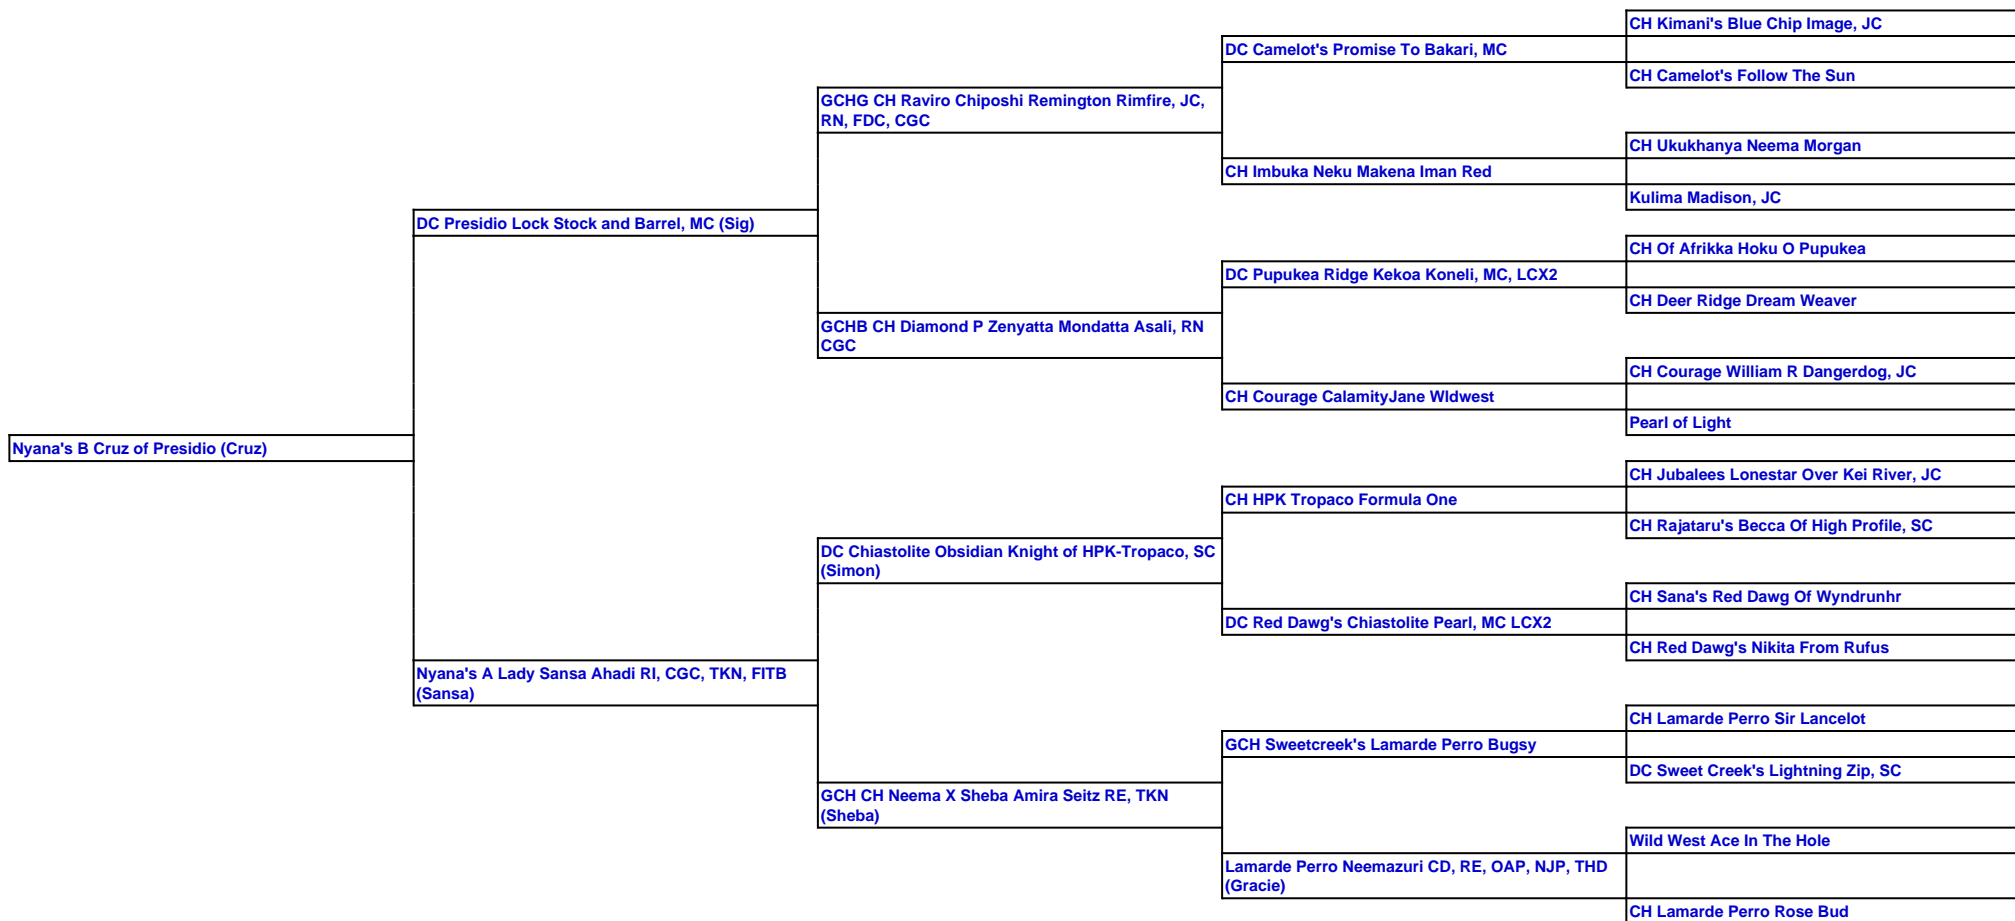 CH Kimani's Blue Chip Image, JC
DC Camelot's Promise To Bakari, MC
CH Camelot's Follow The Sun
GCHG CH Raviro Chiposhi Remington Rimfire, JC,
RN, FDC, CGC
CH Ukukhanya Neema Morgan
CH Imbuka Neku Makena Iman Red
Kulima Madison, JC
DC Presidio Lock Stock and Barrel, MC (Sig)
CH Of Afrikka Hoku O Pupukea
DC Pupukea Ridge Kekoa Koneli, MC, LCX2
CH Deer Ridge Dream Weaver
GCHB CH Diamond P Zenyatta Mondatta Asali, RN
CGC
CH Courage William R Dangerdog, JC
CH Courage CalamityJane Wldwest
Pearl of Light
Nyana's B Cruz of Presidio (Cruz)
CH Jubalees Lonestar Over Kei River, JC
CH HPK Tropaco Formula One
CH Rajataru's Becca Of High Profile, SC
DC Chiastolite Obsidian Knight of HPK-Tropaco, SC
(Simon)
CH Sana's Red Dawg Of Wyndrunhr
DC Red Dawg's Chiastolite Pearl, MC LCX2
CH Red Dawg's Nikita From Rufus
Nyana's A Lady Sansa Ahadi RI, CGC, TKN, FITB
(Sansa)
CH Lamarde Perro Sir Lancelot
GCH Sweetcreek's Lamarde Perro Bugsy
DC Sweet Creek's Lightning Zip, SC
GCH CH Neema X Sheba Amira Seitz RE, TKN
(Sheba)
Wild West Ace In The Hole
Lamarde Perro Neemazuri CD, RE, OAP, NJP, THD
(Gracie)
CH Lamarde Perro Rose Bud